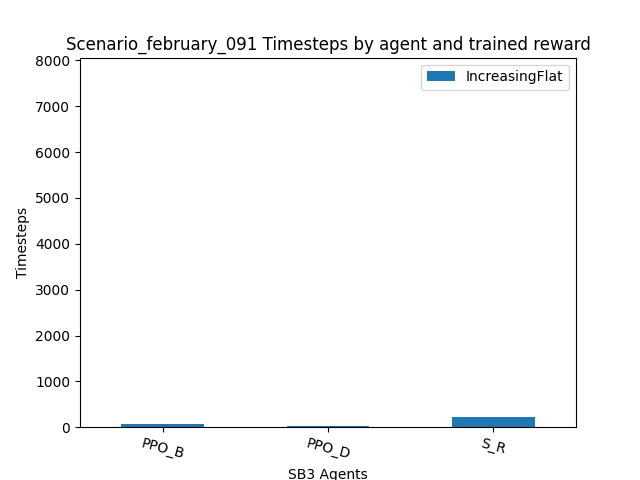 Scenario_february_091 Timesteps by agent and trained reward
IncreasingFlat
8000
7000
6000
5000
4000
3000
2000
1000
0
Timesteps
PPO_B
PPO_D
S_R
SB3 Agents